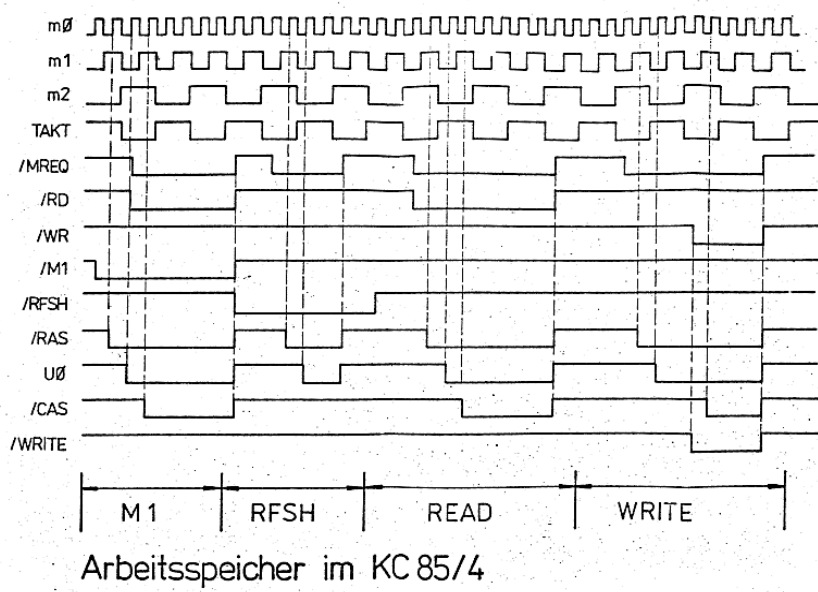 mØ
m1
m2
TAKT
/MREQ
/RD
/WR
/M1
/RFSH
/RAS
UØ
/CAS
/WRITE
M1 RFSH READ WRITE
Arbeitsspeicher im KC 85/4